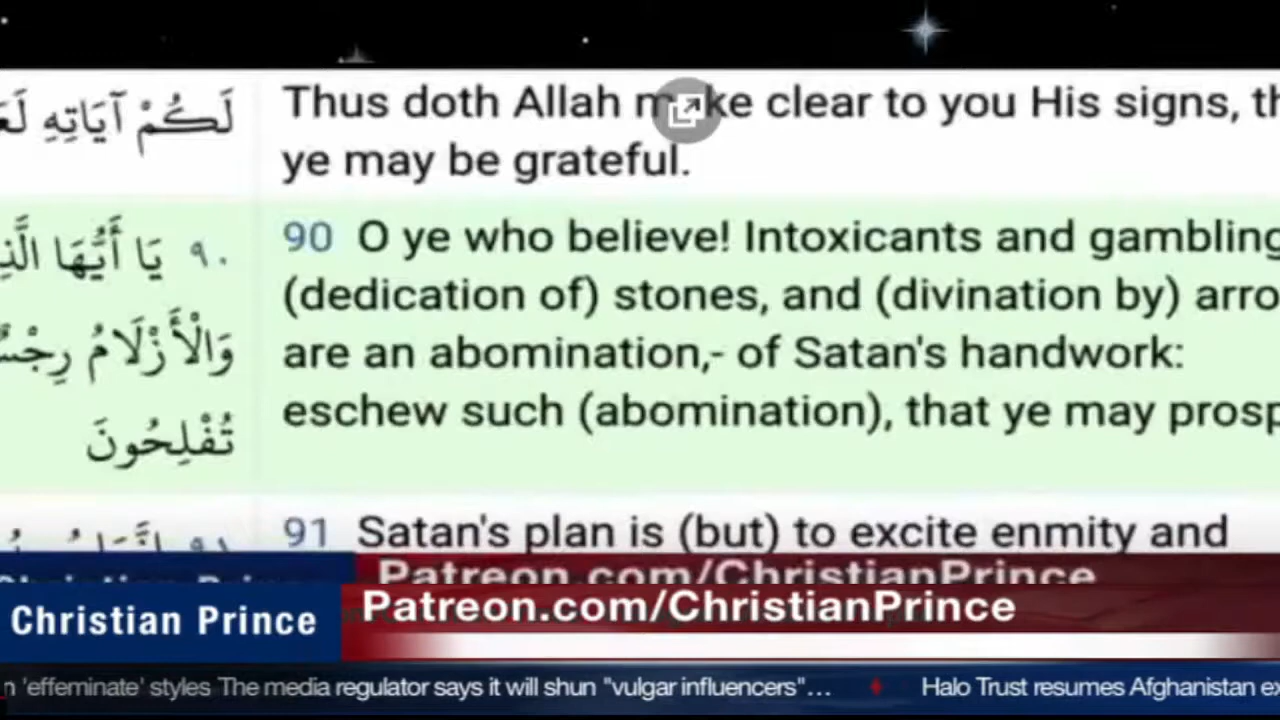 لَكُمْ آيَاتِهِ
Thus doth Allah make clear to you His signs,
ye may be grateful.
٩٠ يَا أَيُّهَا
90 O ye who believe! Intoxicants and gambling
(dedication of) stones, and (divination by)
وَالْأَزْلَامُ
are an abomination,- of Satan's handwork:
eschew such (abomination), that ye may
تُفْلِحُونَ
91 Satan's plan is (but) to excite enmity and
٩١
Patreon.com/ChristianPrince
Christian Prince
Patreon.com/ChristianPrince
'effeminate' styles The media regulator says it will shun "vulgar influencers"... Halo Trust resumes Afghanistan